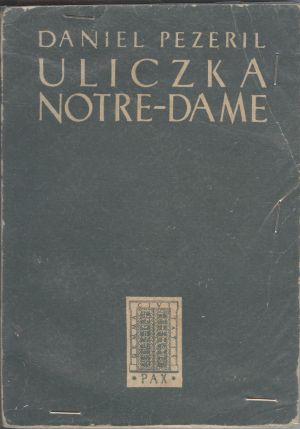 DANIEL PEZERIL
ULICZKA
NOTRE-DAME
• PAX •